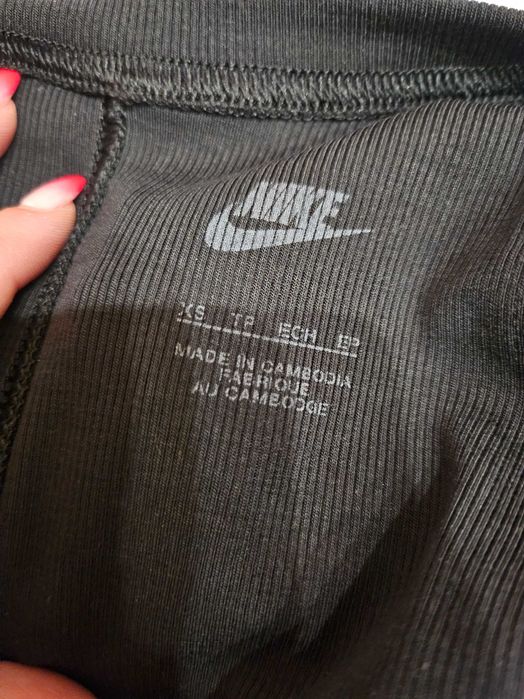 NIKE
XS TP ECH EP
MADE IN CAMBODIA
FABRIQUE
AU CAMBODGE